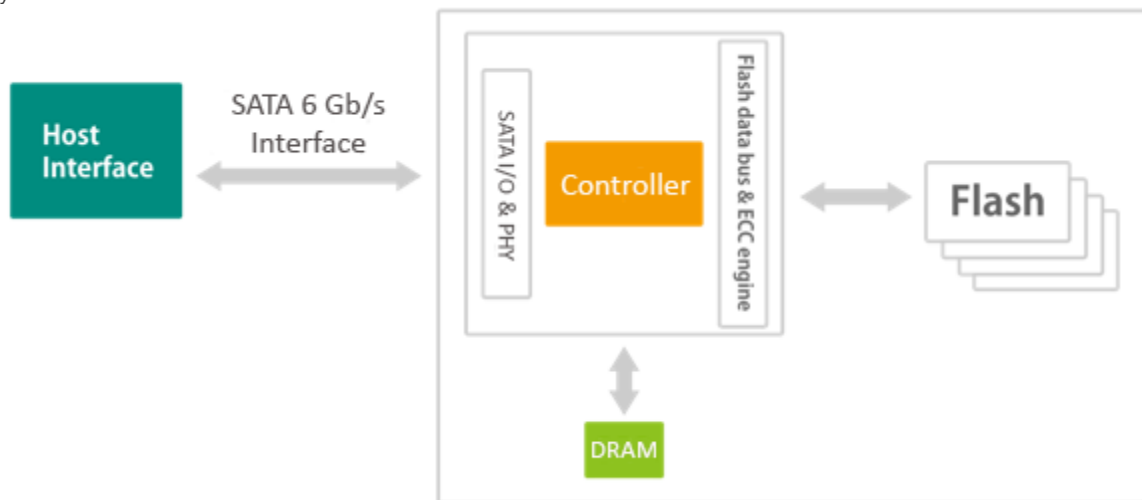 Host
Interface
SATA 6 Gb/s
Interface
SATA I/O & PHY
Controller
Flash data bus & ECC engine
Flash
DRAM